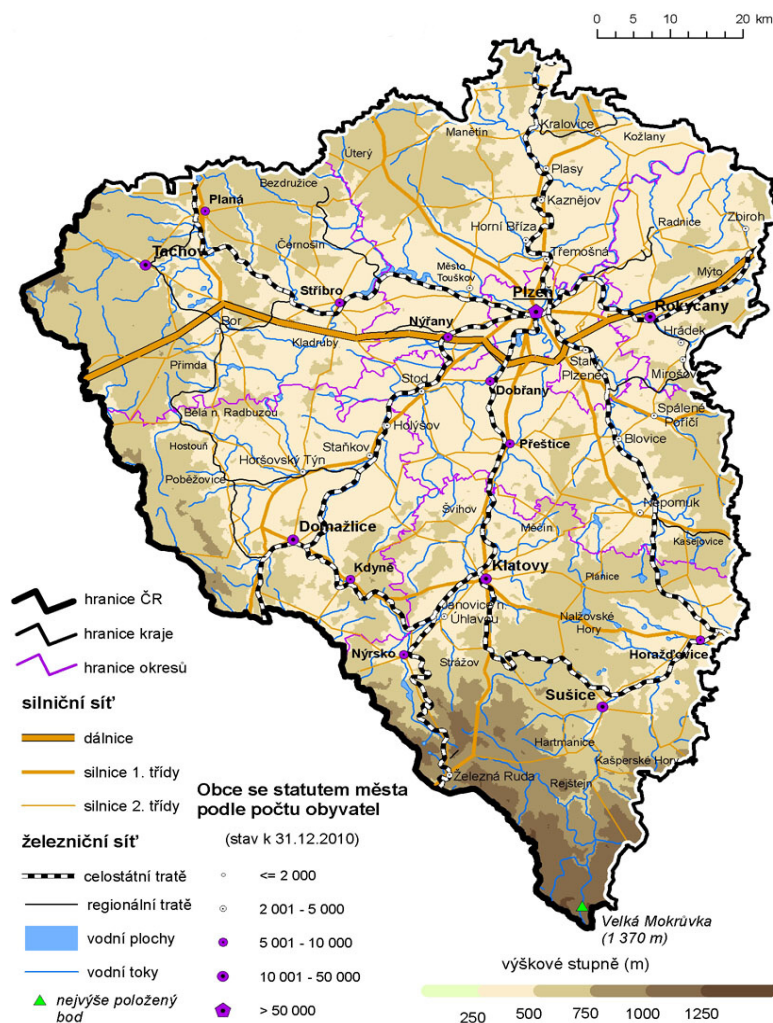 0 10 20 km
Kralovice
Kožlany
Manětín
Úterý
Plasy
Bezdružice
Kaznějov
Planá
Radnice
Zbiroh
Horní Bříza
Černošín
Třemošná
Tachov
Město
Touškov
Mýto
Stříbro
Plzeň
Rokycany
Bor
Nýřany
Hrádek
Kladruby
Starý
Plzenec
Přimda
Mirošov
Stod
Dobřany
Bělá n. Radbuzou
Spálené
Poříčí
Holýšov
Blovice
Hostouň
Staňkov
Přeštice
Horšovský Týn
Poběžovice
Švihov
Nepomuk
Měčín
Domažlice
Kasejovice
Kdyně
Klatovy
Plánice
Janovice n.
Úhlavou
Nalžovské
Hory
Nýrsko
Horažďovice
Strážov
Sušice
Hartmanice
Kašperské Hory
Železná Ruda
Rejštejn
Velká Mokrůvka
(1 370 m)
hranice ČR
hranice kraje
hranice okresů
silniční síť
dálnice
silnice 1. třídy
silnice 2. třídy
železniční síť
celostátní tratě
regionální tratě
vodní plochy
vodní toky
nejvýše položený
bod
Obce se statutem města
podle počtu obyvatel
(stav k 31.12.2010)
<= 2 000
2 001 - 5 000
5 001 - 10 000
10 001 - 50 000
> 50 000
výškové stupně (m)
250 500 750 1000 1250